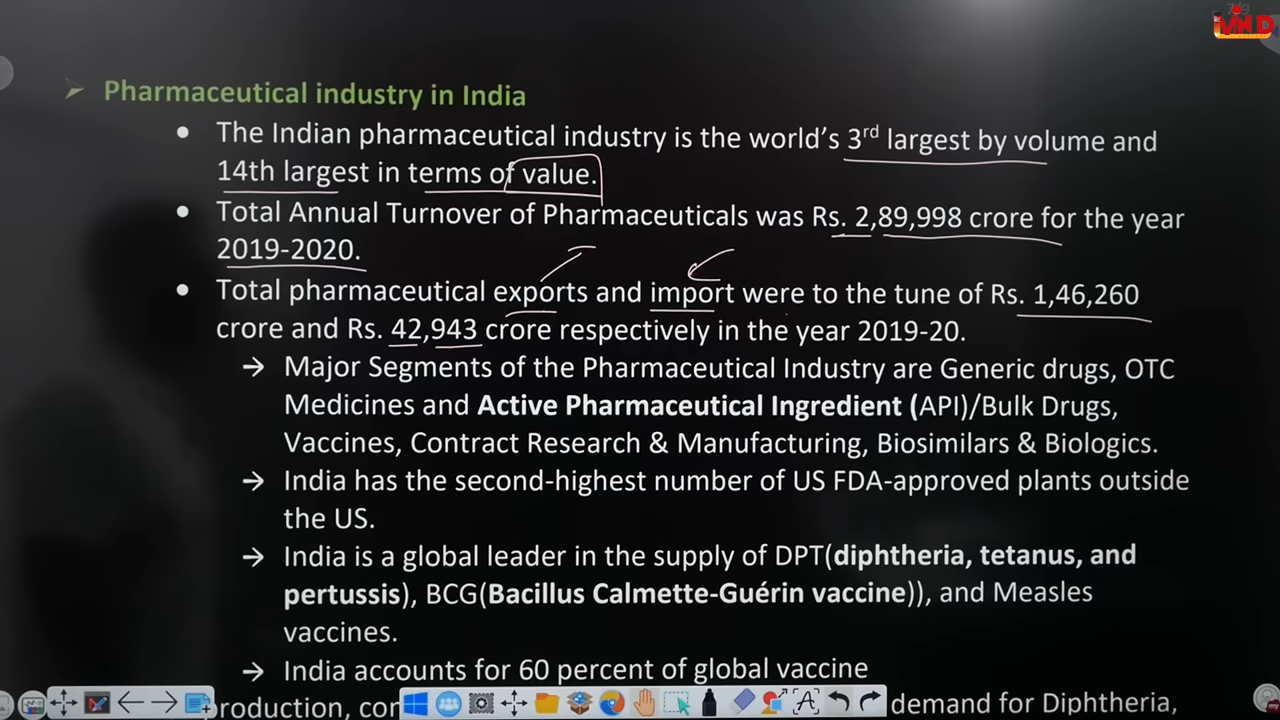 Pharmaceutical industry in India
• The Indian pharmaceutical industry is the world's 3rd largest by volume and
14th largest in terms of value.
• Total Annual Turnover of Pharmaceuticals was Rs. 2,89,998 crore for the year
2019-2020.
• Total pharmaceutical exports and import were to the tune of Rs. 1,46,260
crore and Rs. 42,943 crore respectively in the year 2019-20.
→ Major Segments of the Pharmaceutical Industry are Generic drugs, OTC
Medicines and Active Pharmaceutical Ingredient (API)/Bulk Drugs,
Vaccines, Contract Research & Manufacturing, Biosimilars & Biologics.
→ India has the second-highest number of US FDA-approved plants outside
the US.
→ India is a global leader in the supply of DPT(diphtheria, tetanus, and
pertussis), BCG(Bacillus Calmette-Guérin vaccine)), and Measles
vaccines.
→ India accounts for 60 percent of global vaccine
production, demand for Diphtheria,